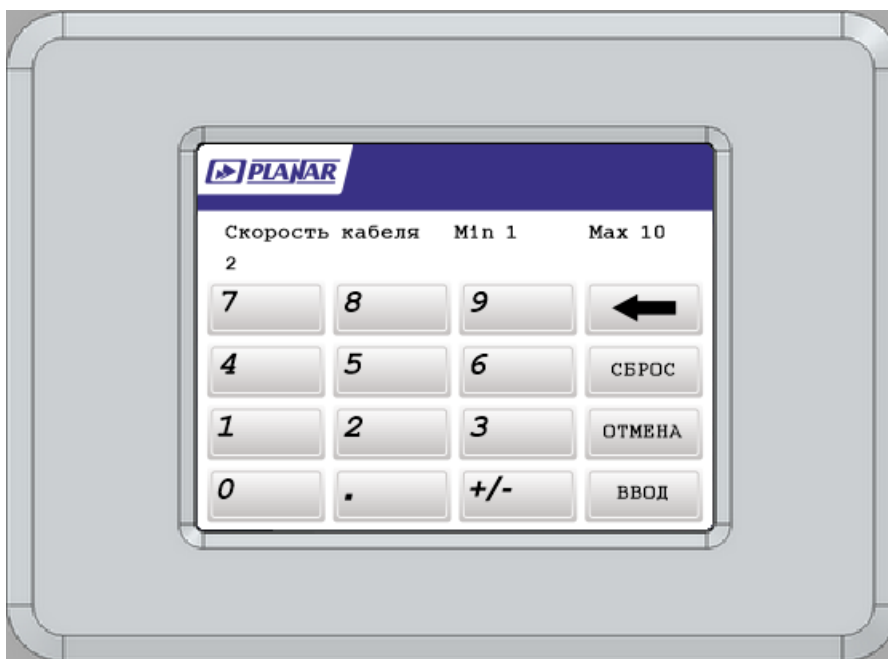 PLANAR
Скорость кабеля Min 1 Max 10
2
7 8 9
4 5 6 СБРОС
1 2 3 ОТМЕНА
0 . +/- ВВОД